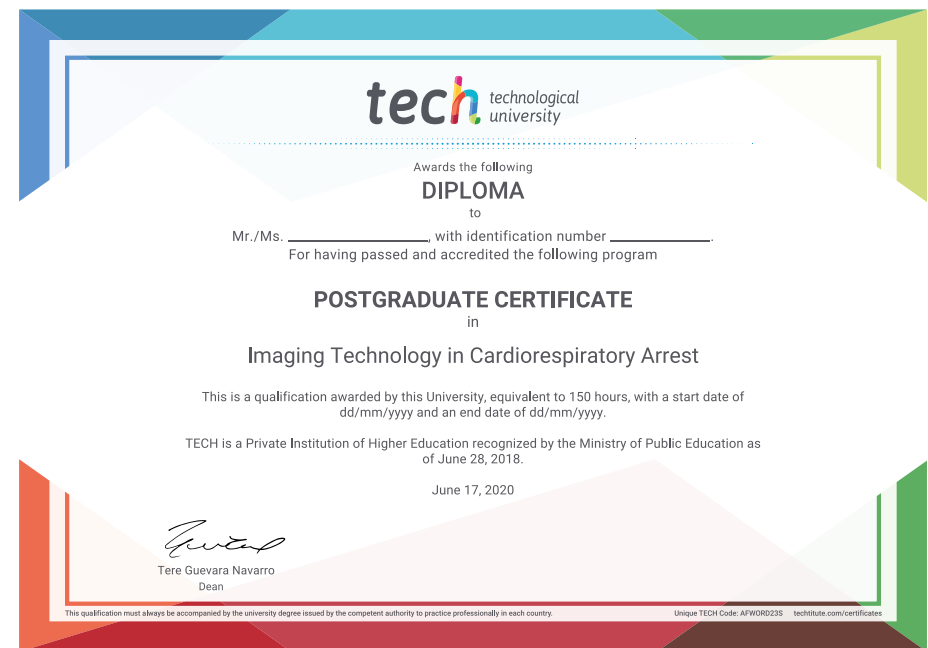 tech technological
university
Awards the following
DIPLOMA
to
Mr./Ms. ____________, with identification number ____________.
For having passed and accredited the following program
POSTGRADUATE CERTIFICATE
in
Imaging Technology in Cardiorespiratory Arrest
This is a qualification awarded by this University, equivalent to 150 hours, with a start date of
dd/mm/yyyy and an end date of dd/mm/yyyy.
TECH is a Private Institution of Higher Education recognized by the Ministry of Public Education as
of June 28, 2018.
June 17, 2020
Tere Guevara Navarro
Dean
This qualification must always be accompanied by the university degree issued by the competent authority to practice professionally in each country.
Unique TECH Code: AFWORD23S techtitute.com/certificates